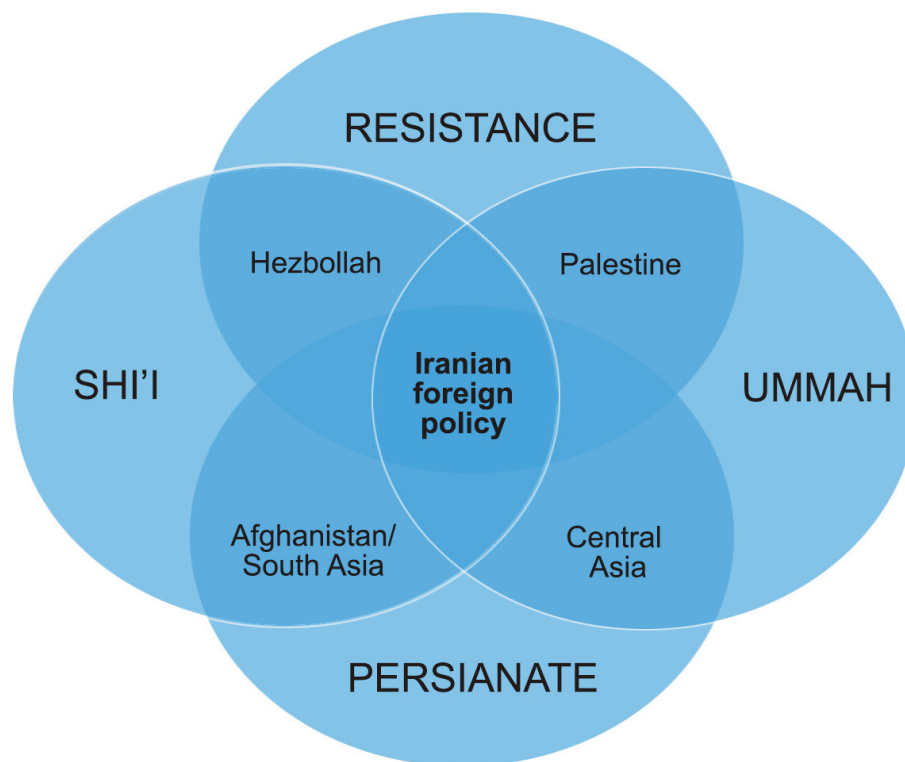 RESISTANCE
Hezbollah
Palestine
SHI’I
Iranian
foreign
policy
UMMAH
Afghanistan/
South Asia
Central
Asia
PERSIANATE